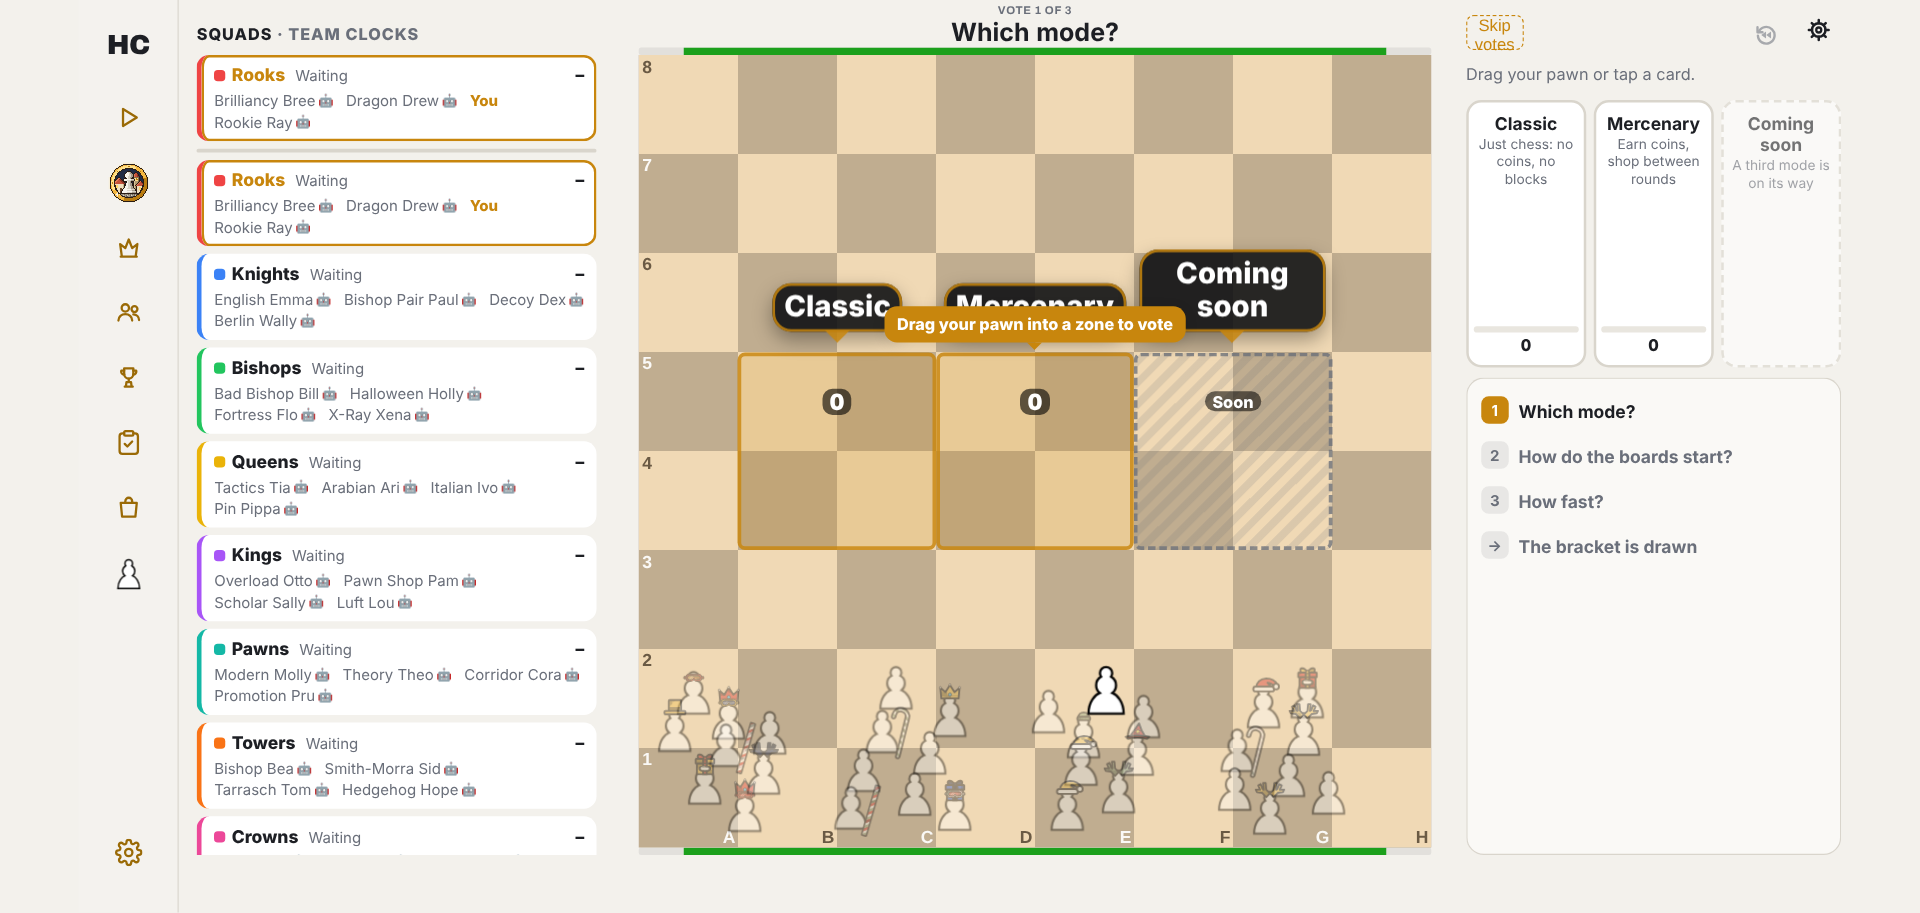 HC
SQUADS · TEAM CLOCKS
Rooks Waiting –
Brilliancy Bree Dragon Drew You
Rookie Ray
Rooks Waiting –
Brilliancy Bree Dragon Drew You
Rookie Ray
Knights Waiting –
English Emma Bishop Pair Paul Decoy Dex
Berlin Wally
Bishops Waiting –
Bad Bishop Bill Halloween Holly
Fortress Flo X-Ray Xena
Queens Waiting –
Tactics Tia Arabian Ari Italian Ivo
Pin Pippa
Kings Waiting –
Overload Otto Pawn Shop Pam
Scholar Sally Luft Lou
Pawns Waiting –
Modern Molly Theory Theo Corridor Cora
Promotion Pru
Towers Waiting –
Bishop Bea Smith-Morra Sid
Tarrasch Tom Hedgehog Hope
Crowns Waiting –
VOTE 1 OF 3
Which mode?
8
7
6
5
4
3
2
1
A B C D E F G H
Classic
Mercenary
Coming
soon
Drag your pawn into a zone to vote
0
0
Soon
Skip
votes
Drag your pawn or tap a card.
Classic
Just chess: no
coins, no
blocks
0
Mercenary
Earn coins,
shop between
rounds
0
Coming
soon
A third mode is
on its way
1 Which mode?
2 How do the boards start?
3 How fast?
→ The bracket is drawn